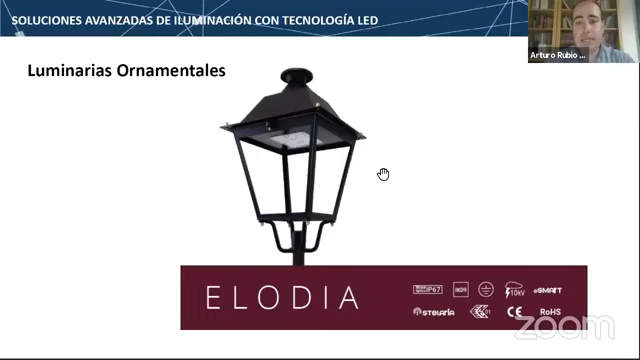 SOLUCIONES AVANZADAS DE ILUMINACIÓN CON TECNOLOGÍA LED
Arturo Rubio ...
Luminarias Ornamentales
ELODIA
IP67
IK09
10kV
eSMART
STELARIA
CE
RoHS
zoom